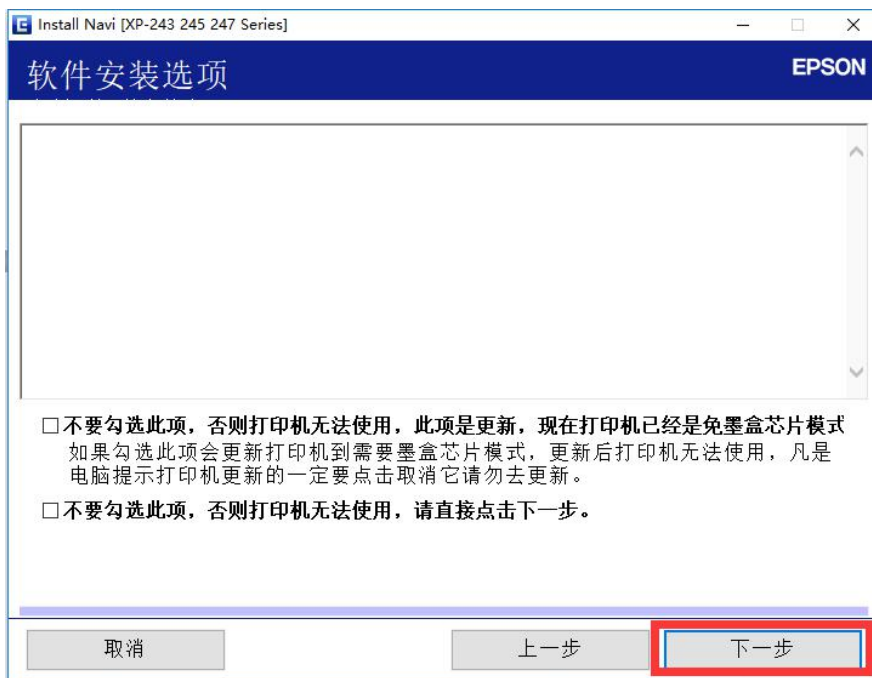 Install Navi [XP-243 245 247 Series]
软件安装选项
EPSON
不要勾选此项，否则打印机无法使用，此项是更新，现在打印机已经是免墨盒芯片模式
如果勾选此项会更新打印机到需要墨盒芯片模式，更新后打印机无法使用，凡是
电脑提示打印机更新的一定要点击取消它请勿去更新。
不要勾选此项，否则打印机无法使用，请直接点击下一步。
取消
上一步
下一步